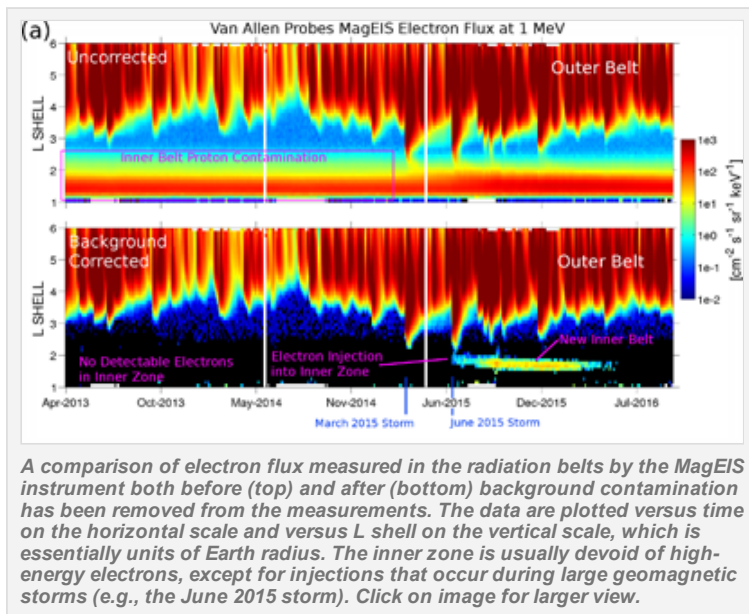 (a)
Van Allen Probes MagEIS Electron Flux at 1 MeV
Uncorrected
Outer Belt
Inner Belt Proton Contamination
L SHELL
6
5
4
3
2
1
1e3
1e2
1e1
1e0
1e-1
1e-2
[cm-2 s-1 sr-1 keV-1]
Background
Corrected
Outer Belt
No Detectable Electrons
in Inner Zone
Electron Injection
into Inner Zone
New Inner Belt
L SHELL
6
5
4
3
2
1
Apr-2013
Oct-2013
May-2014
Nov-2014
Jun-2015
Dec-2015
Jul-2016
March 2015 Storm
June 2015 Storm
A comparison of electron flux measured in the radiation belts by the MagEIS
instrument both before (top) and after (bottom) background contamination
has been removed from the measurements. The data are plotted versus time
on the horizontal scale and versus L shell on the vertical scale, which is
essentially units of Earth radius. The inner zone is usually devoid of high-
energy electrons, except for injections that occur during large geomagnetic
storms (e.g., the June 2015 storm). Click on image for larger view.